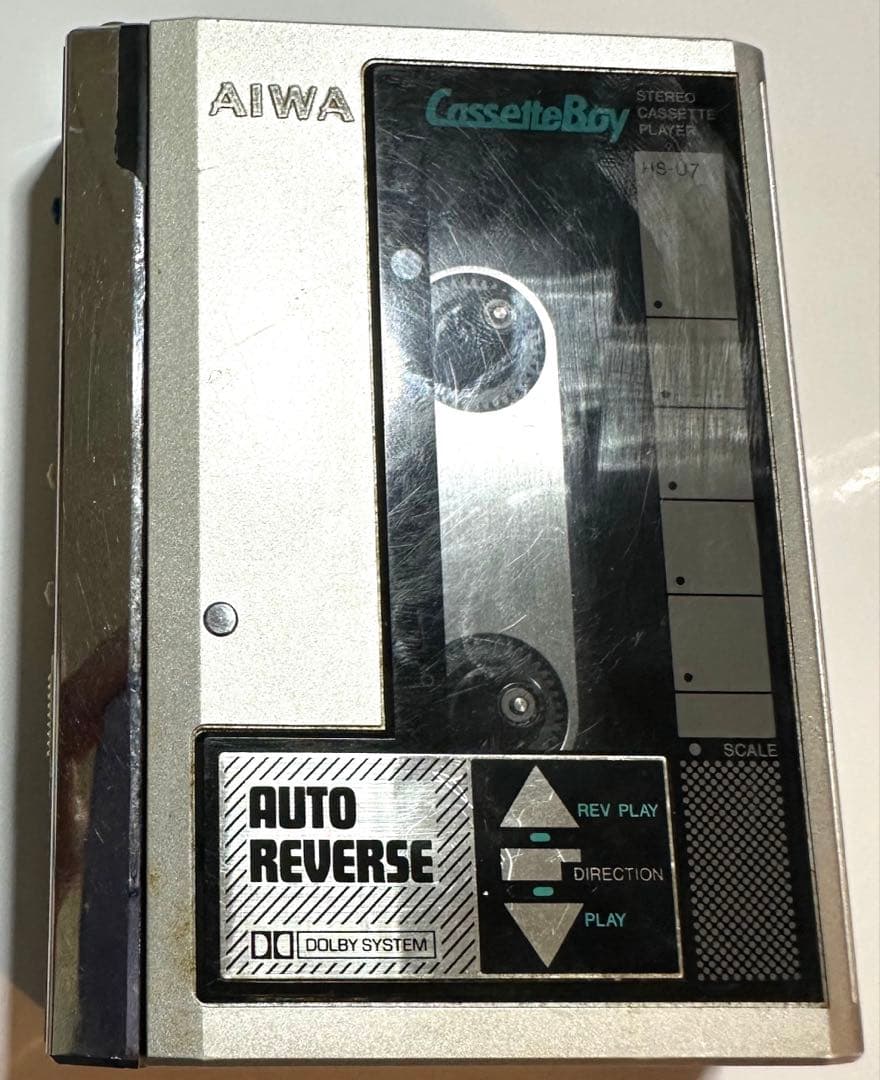 AIWA
CassetteBoy
STEREO
CASSETTE
PLAYER
HS-U7
SCALE
AUTO
REVERSE
DOLBY SYSTEM
REV PLAY
DIRECTION
PLAY